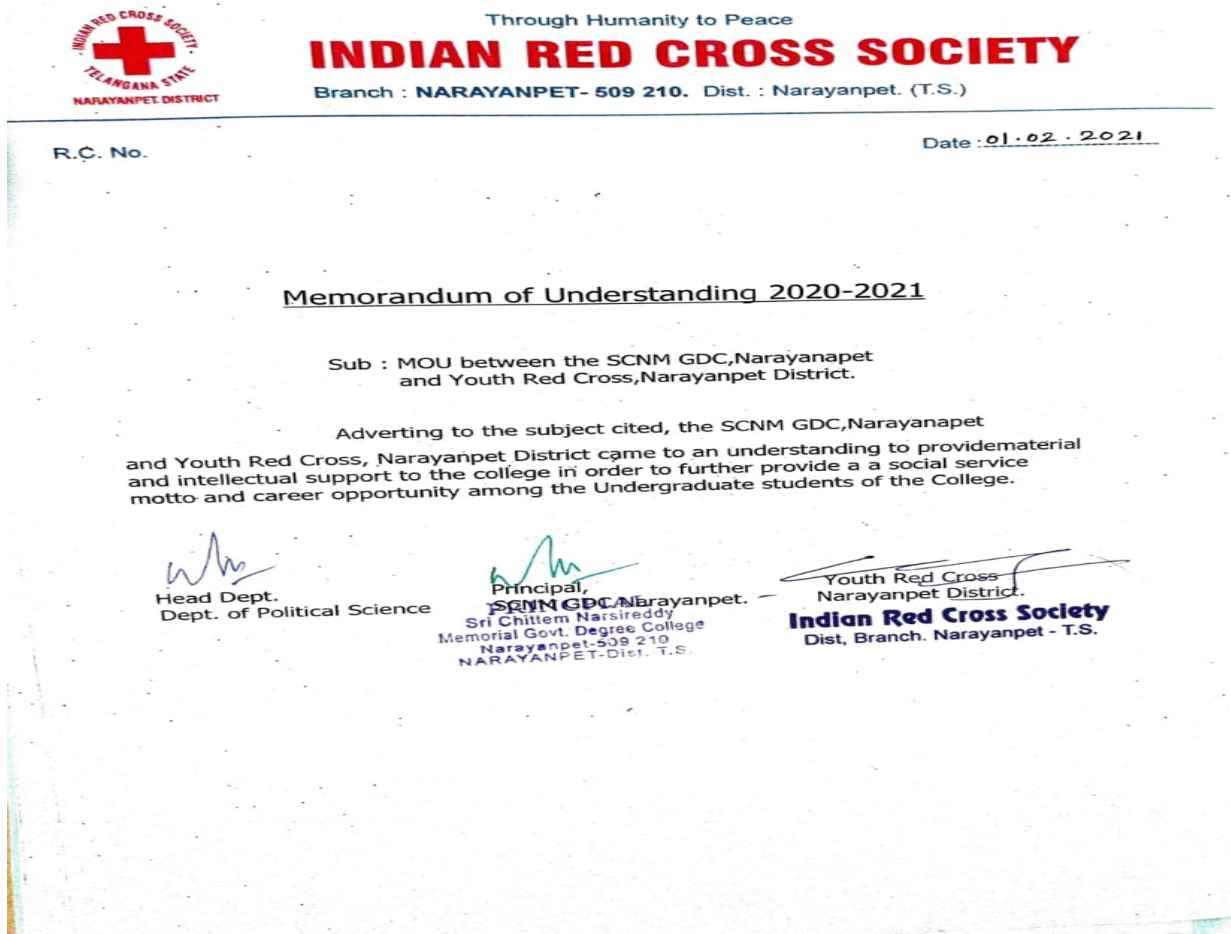 INDIAN RED CROSS SOCIETY
TELANGANA STATE
NARAYANPET DISTRICT
Through Humanity to Peace
INDIAN RED CROSS SOCIETY
Branch : NARAYANPET- 509 210. Dist. : Narayanpet. (T.S.)
R.C. No.
Date : 01.02.2021
Memorandum of Understanding 2020-2021
Sub : MOU between the SCNM GDC,Narayanapet
and Youth Red Cross,Narayanpet District.
Adverting to the subject cited, the SCNM GDC,Narayanapet
and Youth Red Cross, Narayanpet District came to an understanding to providematerial
and intellectual support to the college in order to further provide a a social service
motto and career opportunity among the Undergraduate students of the College.
Head Dept.
Dept. of Political Science
Principal,
SCNM GDC,Narayanpet.
PRINCIPAL
Sri Chittem Narsireddy
Memorial Govt. Degree College
Narayanpet-509 210
NARAYANPET-Dist. T.S.
Youth Red Cross
Narayanpet District.
Indian Red Cross Society
Dist, Branch. Narayanpet - T.S.